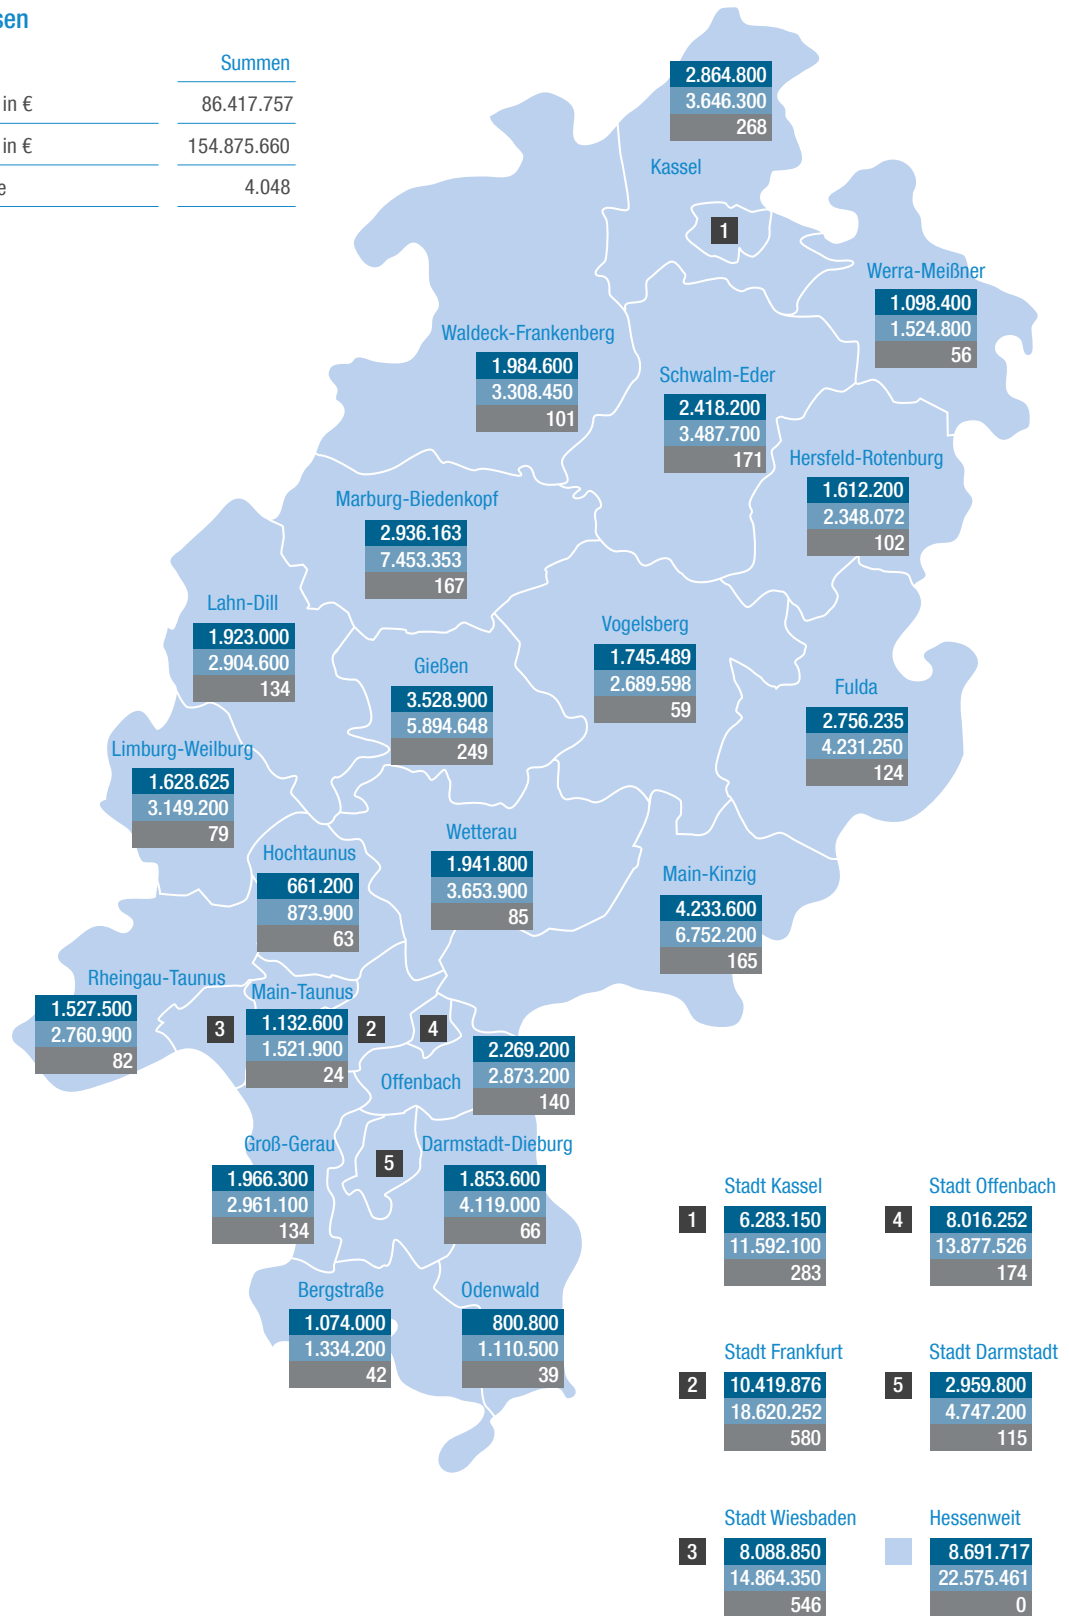 sen
Summen
in € 86.417.757
in € 154.875.660
e 4.048
2.864.800
3.646.300
268
Kassel
1
Werra-Meißner
1.098.400
1.524.800
56
Waldeck-Frankenberg
1.984.600
3.308.450
101
Schwalm-Eder
2.418.200
3.487.700
171
Hersfeld-Rotenburg
1.612.200
2.348.072
102
Marburg-Biedenkopf
2.936.163
7.453.353
167
Lahn-Dill
1.923.000
2.904.600
134
Vogelsberg
1.745.489
2.689.598
59
Gießen
3.528.900
5.894.648
249
Fulda
2.756.235
4.231.250
124
Limburg-Weilburg
1.628.625
3.149.200
79
Wetterau
1.941.800
3.653.900
85
Hochtaunus
661.200
873.900
63
Main-Kinzig
4.233.600
6.752.200
165
Rheingau-Taunus
1.527.500
2.760.900
82
3
Main-Taunus
1.132.600
1.521.900
24
2
4
Offenbach
2.269.200
2.873.200
140
Groß-Gerau
1.966.300
2.961.100
134
5
Darmstadt-Dieburg
1.853.600
4.119.000
66
Bergstraße
1.074.000
1.334.200
42
Odenwald
800.800
1.110.500
39
Stadt Kassel
1 6.283.150
11.592.100
283
Stadt Offenbach
4 8.016.252
13.877.526
174
Stadt Frankfurt
2 10.419.876
18.620.252
580
Stadt Darmstadt
5 2.959.800
4.747.200
115
Stadt Wiesbaden
3 8.088.850
14.864.350
546
Hessenweit
8.691.717
22.575.461
0